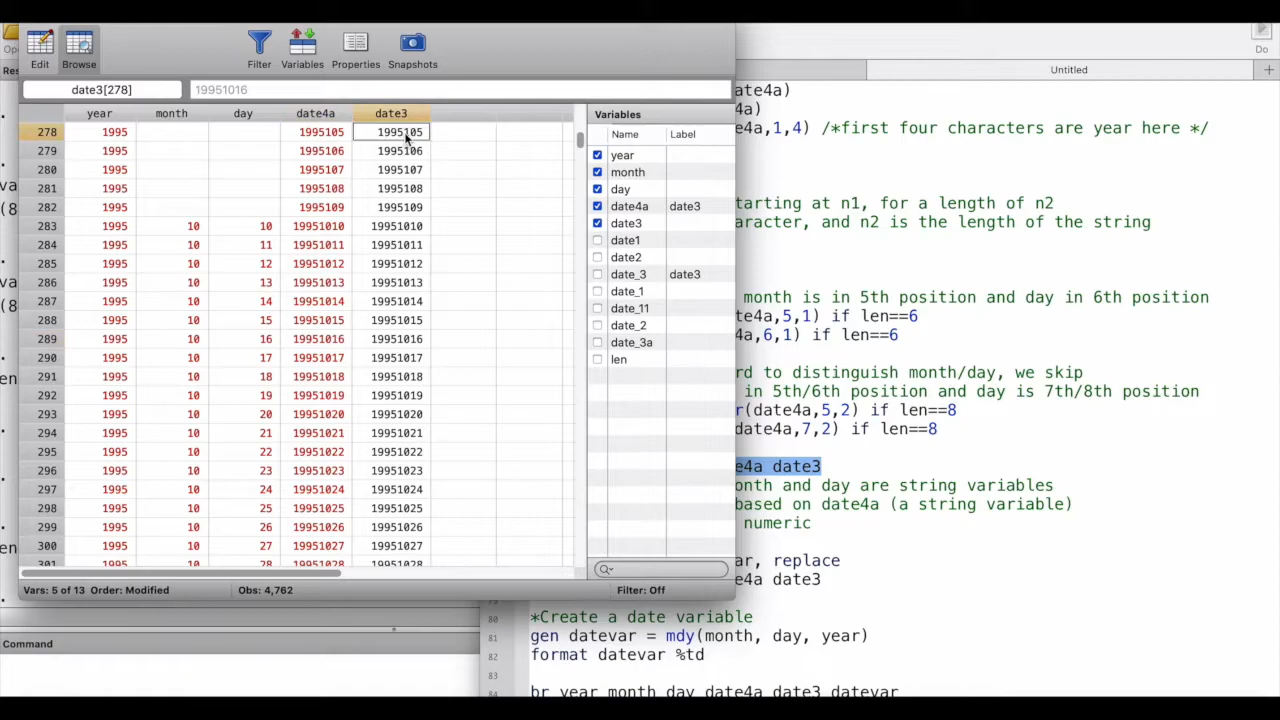 Edit Browse Filter Variables Properties Snapshots Do
Res
date3[278] 19951016 Untitled
year month day date4a date3
278 1995 1995105 1995105
279 1995 1995106 1995106
280 1995 1995107 1995107
281 1995 1995108 1995108
282 1995 1995109 1995109
283 1995 10 10 19951010 19951010
284 1995 10 11 19951011 19951011
285 1995 10 12 19951012 19951012
286 1995 10 13 19951013 19951013
287 1995 10 14 19951014 19951014
288 1995 10 15 19951015 19951015
289 1995 10 16 19951016 19951016
290 1995 10 17 19951017 19951017
291 1995 10 18 19951018 19951018
292 1995 10 19 19951019 19951019
293 1995 10 20 19951020 19951020
294 1995 10 21 19951021 19951021
295 1995 10 22 19951022 19951022
296 1995 10 23 19951023 19951023
297 1995 10 24 19951024 19951024
298 1995 10 25 19951025 19951025
299 1995 10 26 19951026 19951026
300 1995 10 27 19951027 19951027
301 1995 10 28 19951028 19951028
Vars: 5 of 13 Order: Modified Obs: 4,762 Filter: Off
Variables
Name Label
year
month
day
date4a date3
date3
date1
date2
date_3 date3
date_1
date_11
date_2
date_3a
len
ate4a)
4a)
e4a,1,4) /*first four characters are year here */
tarting at n1, for a length of n2
aracter, and n2 is the length of the string
month is in 5th position and day in 6th position
te4a,5,1) if len==6
4a,6,1) if len==6
rd to distinguish month/day, we skip
in 5th/6th position and day is 7th/8th position
r(date4a,5,2) if len==8
date4a,7,2) if len==8
e4a date3
onth and day are string variables
based on date4a (a string variable)
numeric
ar, replace
e4a date3
80 *Create a date variable
81 gen datevar = mdy(month, day, year)
82 format datevar %td
83
84 br year month day date4a date3 datevar
Command